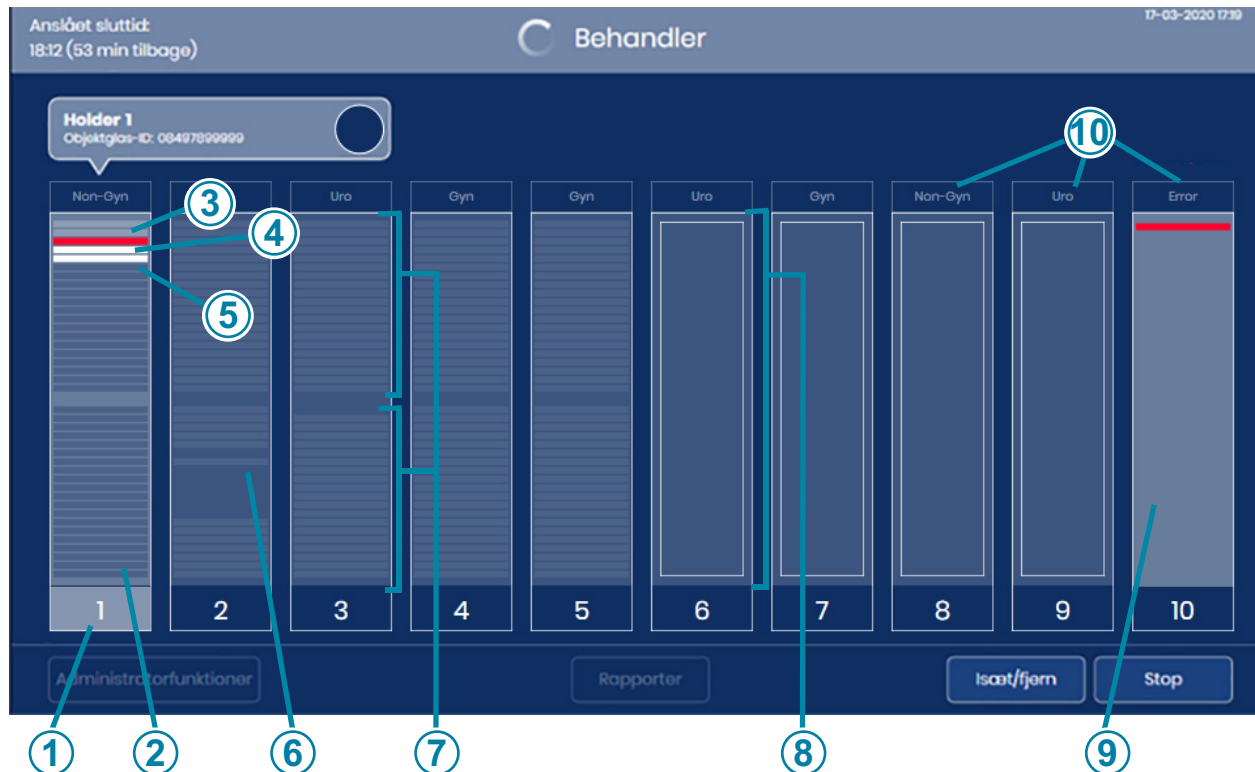 Anslået sluttid:
18:12 (53 min tilbage)
Behandler
17-03-2020 17:19
Holder 1
Objektglas-ID: 08497899999
10
Non-Gyn
Uro
Gyn
Gyn
Uro
Gyn
Non-Gyn
Uro
Error
3
4
5
1
2
3
4
5
6
7
8
9
10
Administratorfunktioner
Rapporter
Isæt/fjern
Stop
1
2
6
7
8
9